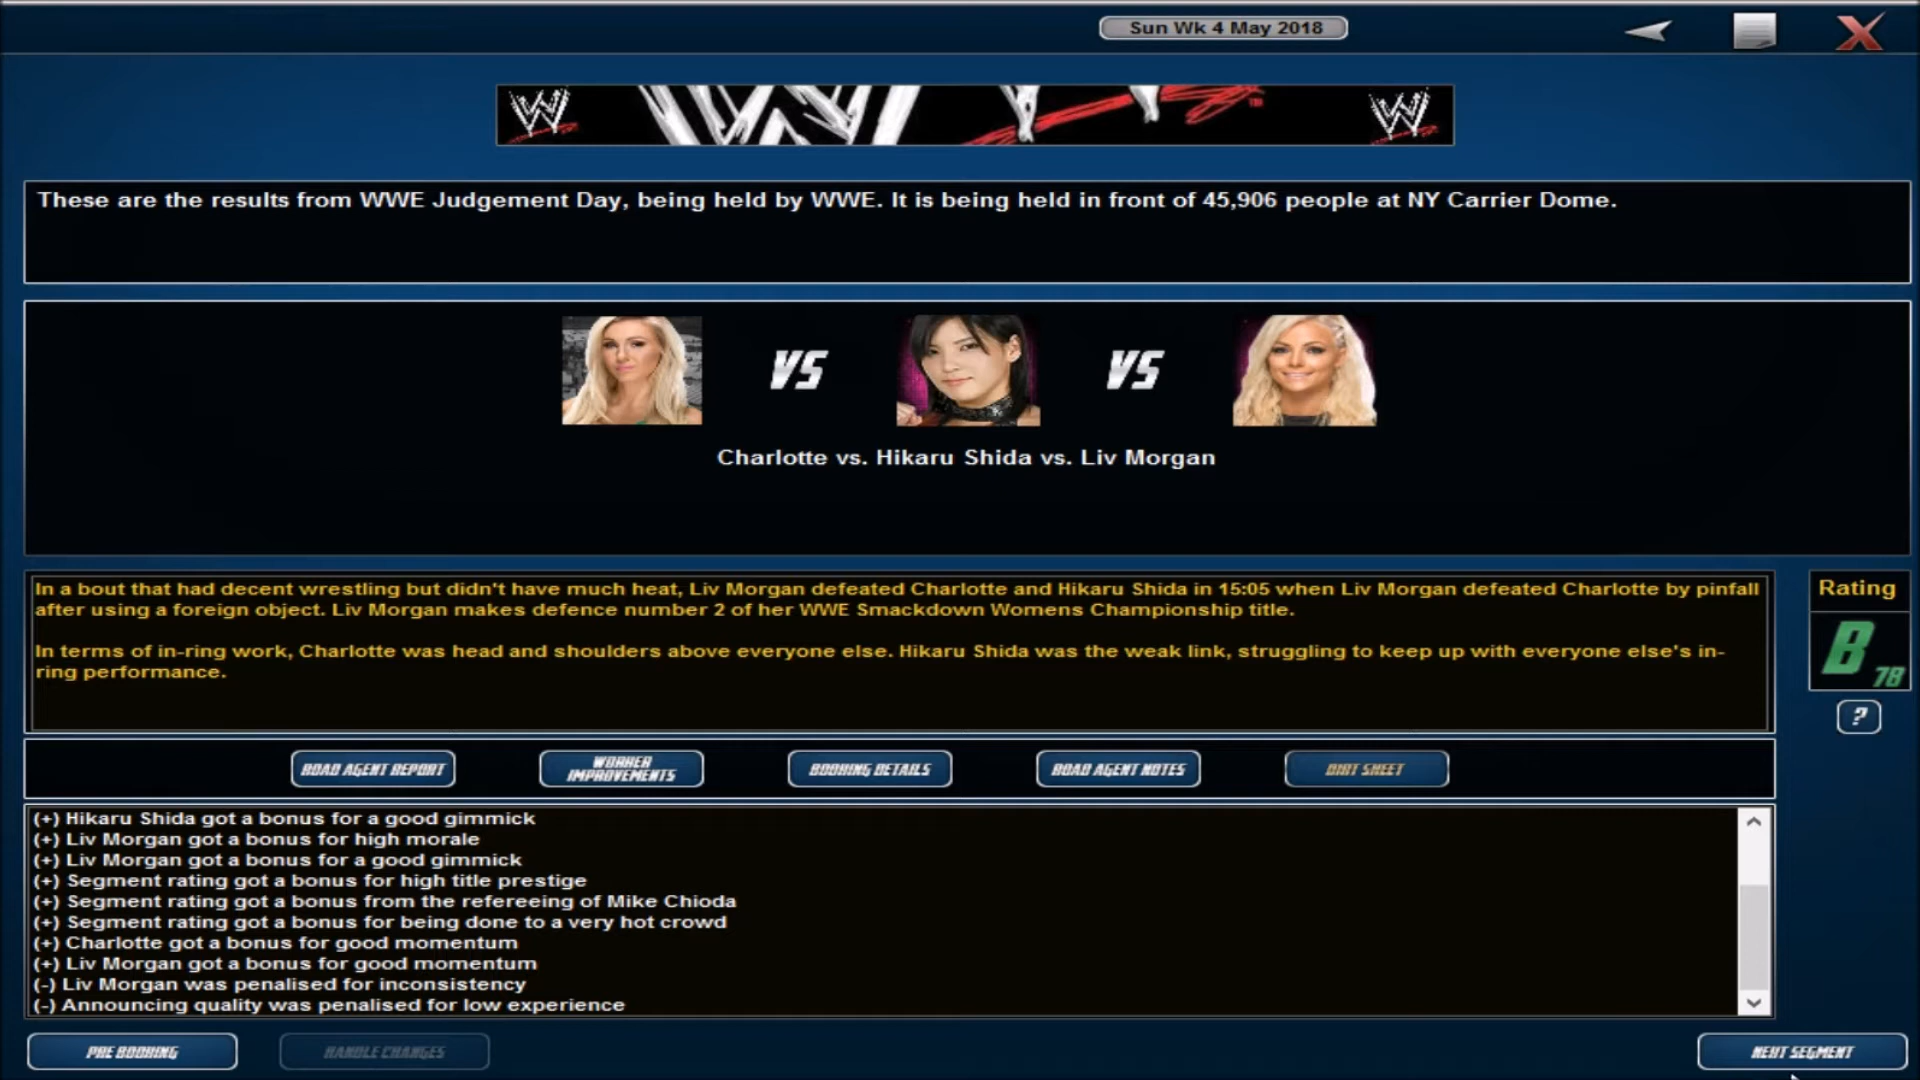 Sun Wk 4 May 2018
These are the results from WWE Judgement Day, being held by WWE. It is being held in front of 45,906 people at NY Carrier Dome.
VS VS
Charlotte vs. Hikaru Shida vs. Liv Morgan
In a bout that had decent wrestling but didn't have much heat, Liv Morgan defeated Charlotte and Hikaru Shida in 15:05 when Liv Morgan defeated Charlotte by pinfall
after using a foreign object. Liv Morgan makes defence number 2 of her WWE Smackdown Womens Championship title.
In terms of in-ring work, Charlotte was head and shoulders above everyone else. Hikaru Shida was the weak link, struggling to keep up with everyone else's in-
ring performance.
Rating
B 78
?
ROAD AGENT REPORT
WORKER
IMPROVEMENTS
BOOKING DETAILS
ROAD AGENT NOTES
DIRT SHEET
(+) Hikaru Shida got a bonus for a good gimmick
(+) Liv Morgan got a bonus for high morale
(+) Liv Morgan got a bonus for a good gimmick
(+) Segment rating got a bonus for high title prestige
(+) Segment rating got a bonus from the refereeing of Mike Chioda
(+) Segment rating got a bonus for being done to a very hot crowd
(+) Charlotte got a bonus for good momentum
(+) Liv Morgan got a bonus for good momentum
(-) Liv Morgan was penalised for inconsistency
(-) Announcing quality was penalised for low experience
PRE BOOKING
HANDLE CHANGES
NEXT SEGMENT